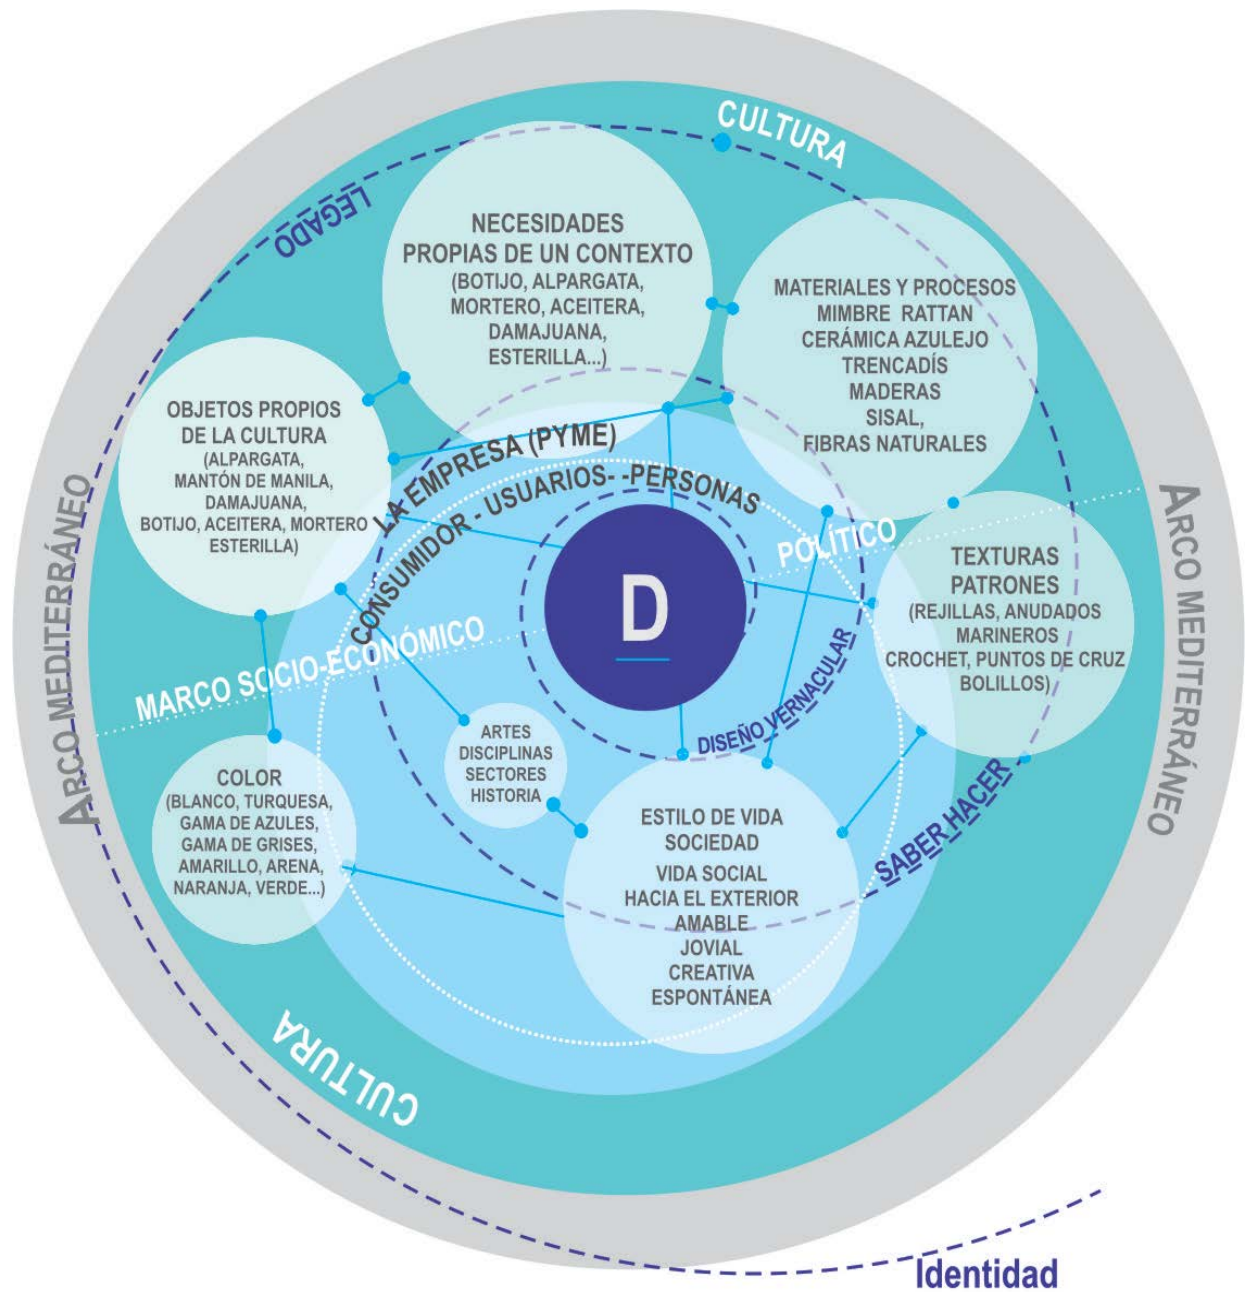 CULTURA
LEGADO
NECESIDADES
PROPIAS DE UN CONTEXTO
(BOTIJO, ALPARGATA,
MORTERO, ACEITERA,
DAMAJUANA,
ESTERILLA...)
MATERIALES Y PROCESOS
MIMBRE RATTAN
CERÁMICA AZULEJO
TRENCADÍS
MADERAS
SISAL,
FIBRAS NATURALES
OBJETOS PROPIOS
DE LA CULTURA
(ALPARGATA,
MANTÓN DE MANILA,
DAMAJUANA,
BOTIJO, ACEITERA, MORTERO
ESTERILLA)
LA EMPRESA (PYME)
CONSUMIDOR - USUARIOS- -PERSONAS
ARCO MEDITERRÁNEO
ARCO MEDITERRÁNEO
POLÍTICO
TEXTURAS
PATRONES
(REJILLAS, ANUDADOS
MARINEROS
CROCHET, PUNTOS DE CRUZ
BOLILLOS)
D
MARCO SOCIO-ECONÓMICO
DISEÑO VERNACULAR
ARTES
DISCIPLINAS
SECTORES
HISTORIA
COLOR
(BLANCO, TURQUESA,
GAMA DE AZULES,
GAMA DE GRISES,
AMARILLO, ARENA,
NARANJA, VERDE...)
ESTILO DE VIDA
SOCIEDAD
VIDA SOCIAL
HACIA EL EXTERIOR
AMABLE
JOVIAL
CREATIVA
ESPONTÁNEA
SABER HACER
CULTURA
Identidad